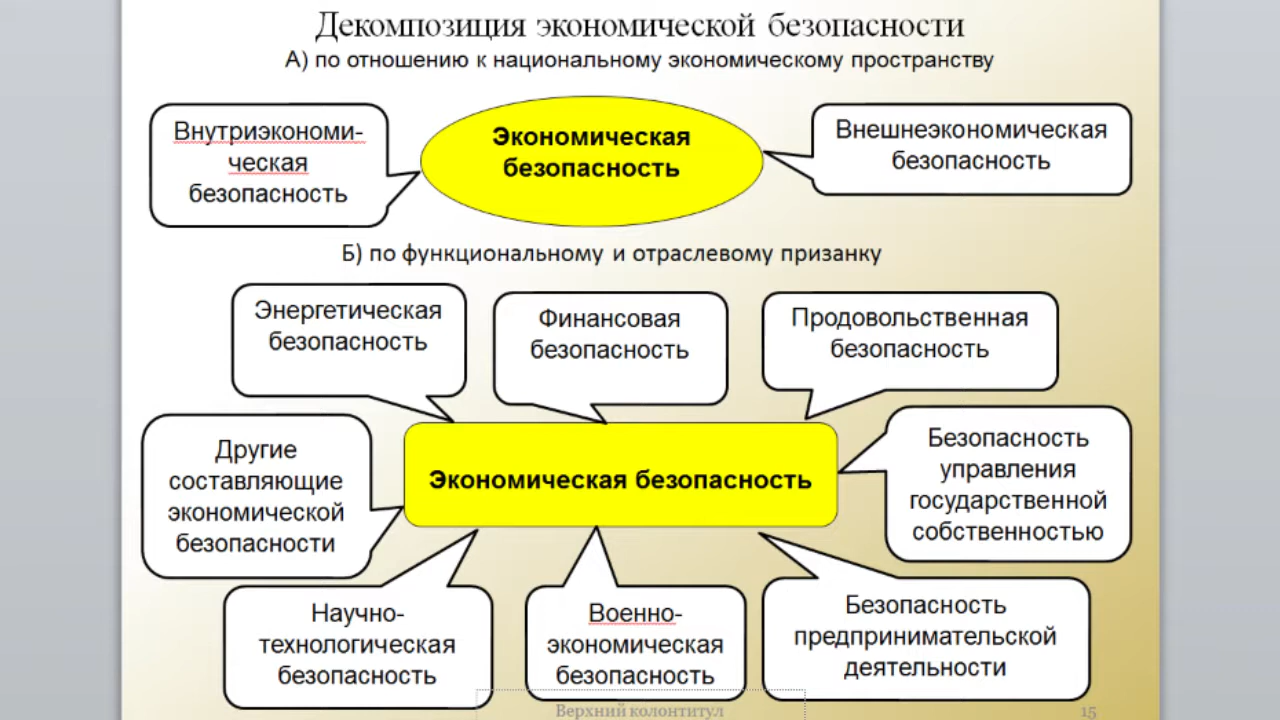 Декомпозиция экономической безопасности
А) по отношению к национальному экономическому пространству
Внутриэкономи-
ческая
безопасность
Экономическая
безопасность
Внешнеэкономическая
безопасность
Б) по функциональному и отраслевому призанку
Энергетическая
безопасность
Финансовая
безопасность
Продовольственная
безопасность
Другие
составляющие
экономической
безопасности
Экономическая безопасность
Безопасность
управления
государственной
собственностью
Научно-
технологическая
безопасность
Военно-
экономическая
безопасность
Безопасность
предпринимательской
деятельности
Верхний колонтитул
15